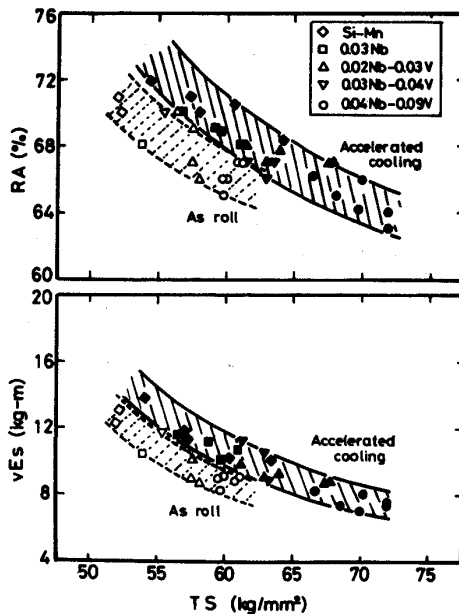 Si-Mn
0.03Nb
0.02Nb-0.03V
0.03Nb-0.04V
0.04Nb-0.09V
76
72
68
64
60
RA (%)
Accelerated
cooling
As roll
20
16
12
8
4
vEs (kg-m)
Accelerated
cooling
As roll
50 55 60 65 70 75
TS (kg/mm²)